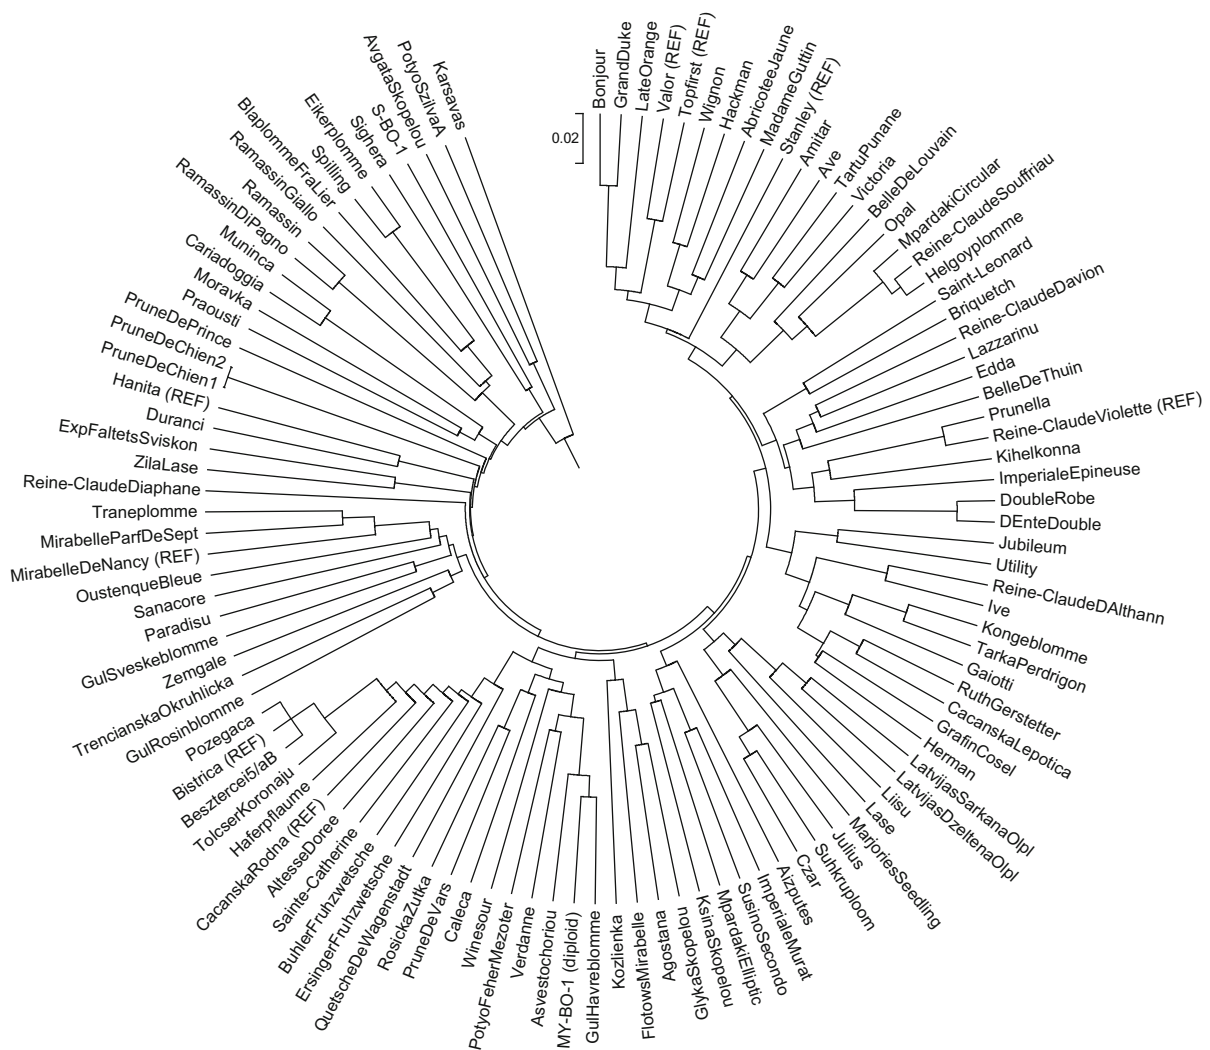 0.02
Bonjour
GrandDuke
LateOrange
Valor (REF)
Topfirst (REF)
Wignon
Hackman
AbricoteeJaune
MadameGuttin
Stanley (REF)
Amitar
Ave
TartuPunane
Victoria
BelleDeLouvain
Opal
MpardakiCircular
Reine-ClaudeSouffriau
Helgoyplomme
Saint-Leonard
Briquetch
Reine-ClaudeDavion
Lazzarinu
Edda
BelleDeThuin
Prunella
Reine-ClaudeViolette (REF)
Kihelkonna
ImperialeEpineuse
DoubleRobe
DEnteDouble
Jubileum
Utility
Reine-ClaudeDAlthann
Ive
Kongeblomme
TarkaPerdrigon
Gaiotti
RuthGerstetter
CacanskaLepotica
GrafinCosel
Herman
LatvijasSarkanaOlpl
LatvijasDzeltenaOlpl
Liisu
Lase
MarjoriesSeedling
Julius
Suhkruploom
Czar
Aizputes
ImperialeMurat
SusinoSecondo
MpardakiElliptic
KsinaSkopelou
GlykaSkopelou
Agostana
FlotowsMirabelle
Kozlienka
GulHavreblomme
MY-BO-1 (diploid)
Asvestochoriou
Verdanne
PotyoFeherMezoter
Winesour
Caleca
PruneDeVars
RosickaZutka
QuetscheDeWagenstadt
ErsingerFruhzwetsche
BuhlerFruhzwetsche
Sainte-Catherine
AltesseDoree
CacanskaRodna (REF)
Haferpflaume
TolcserKoronaju
Besztercei5/aB
Bistrica (REF)
Pozegaca
GulRosinblomme
TrencianskaOkruhlicka
Zemgale
GulSveskeblomme
Paradisu
Sanacore
OustenqueBleue
MirabelleDeNancy (REF)
MirabelleParfDeSept
Traneplomme
Reine-ClaudeDiaphane
ZilaLase
ExpFaltetsSviskon
Duranci
Hanita (REF)
PruneDeChien1
PruneDeChien2
PruneDePrince
Praousti
Moravka
Cariadoggia
Muninca
RamassinDiPagno
Ramassin
RamassinGiallo
BlaplommeFraLier
Spilling
Eikerplomme
Sighera
S-BO-1
AvgataSkopelou
PotyoSzilvaA
Karsavas